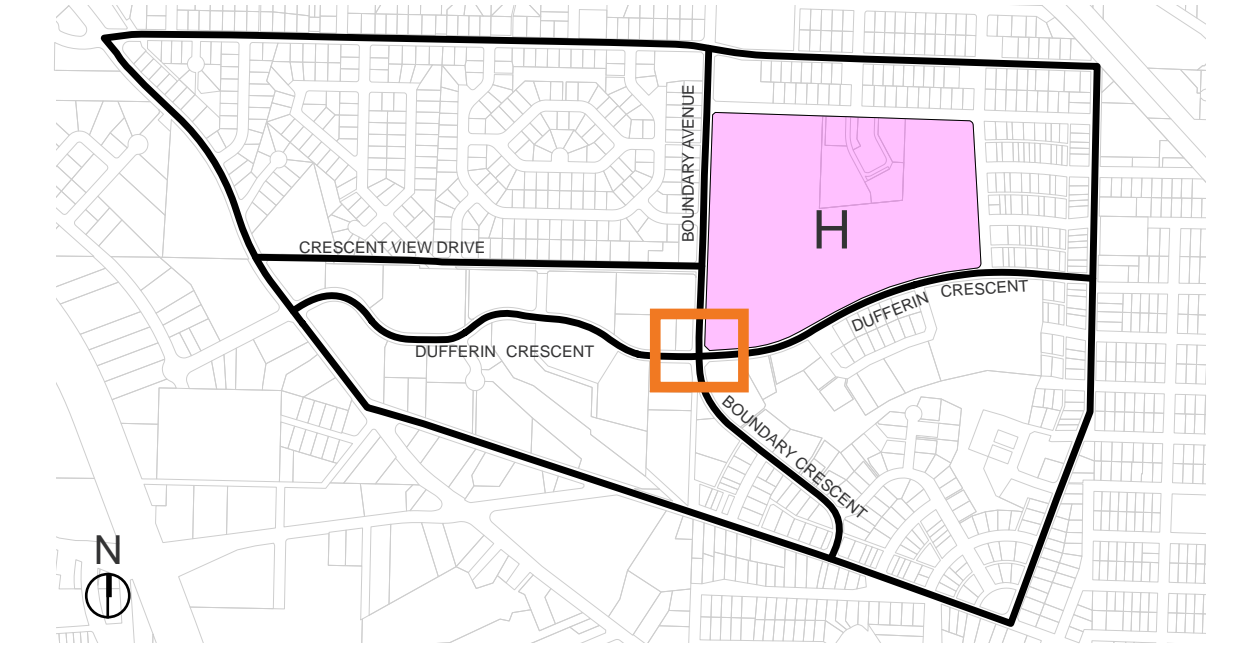 BOUNDARY AVENUE
H
CRESCENT VIEW DRIVE
DUFFERIN CRESCENT
DUFFERIN CRESCENT
BOUNDARY CRESCENT
N